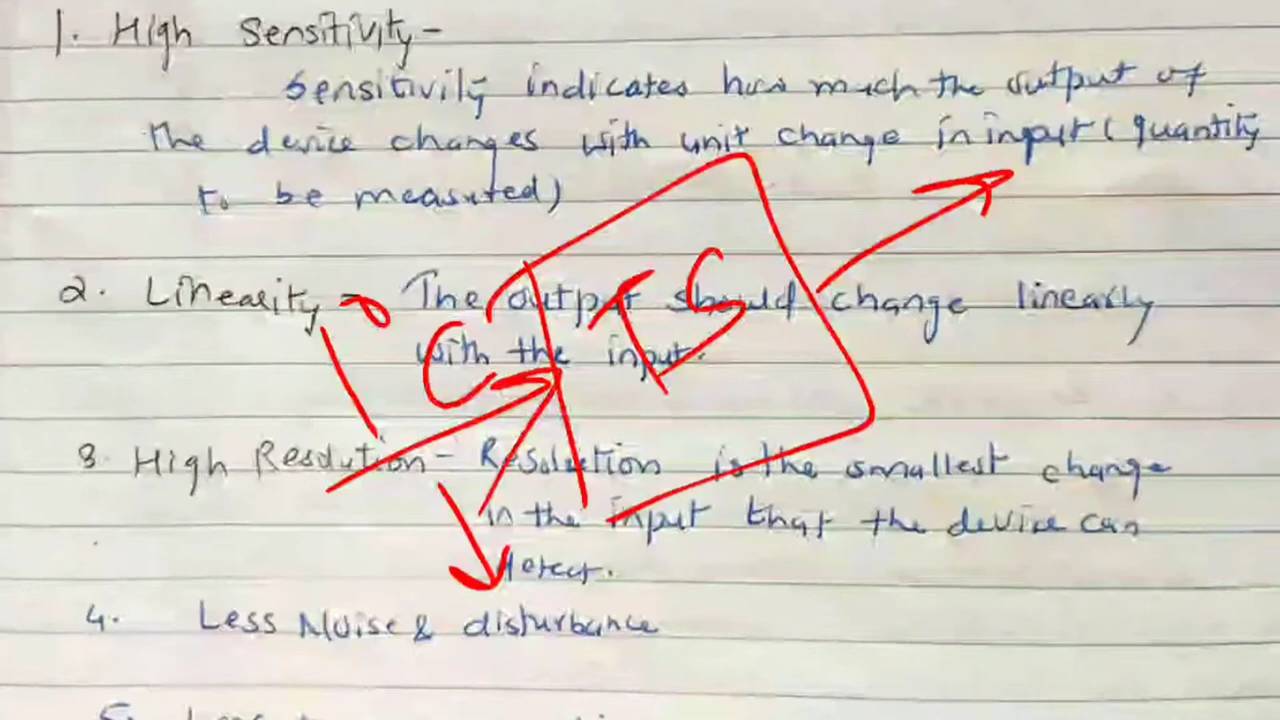 1. High Sensitivity -
Sensitivity indicates how much the output of
the device changes with unit change in input (quantity
to be measured)
2. Linearity → The output should change linearly
with the input.
3 High Resolution - Resolution is the smallest change
in the input that the device can
detect.
4. Less Noise & disturbance
5. Less